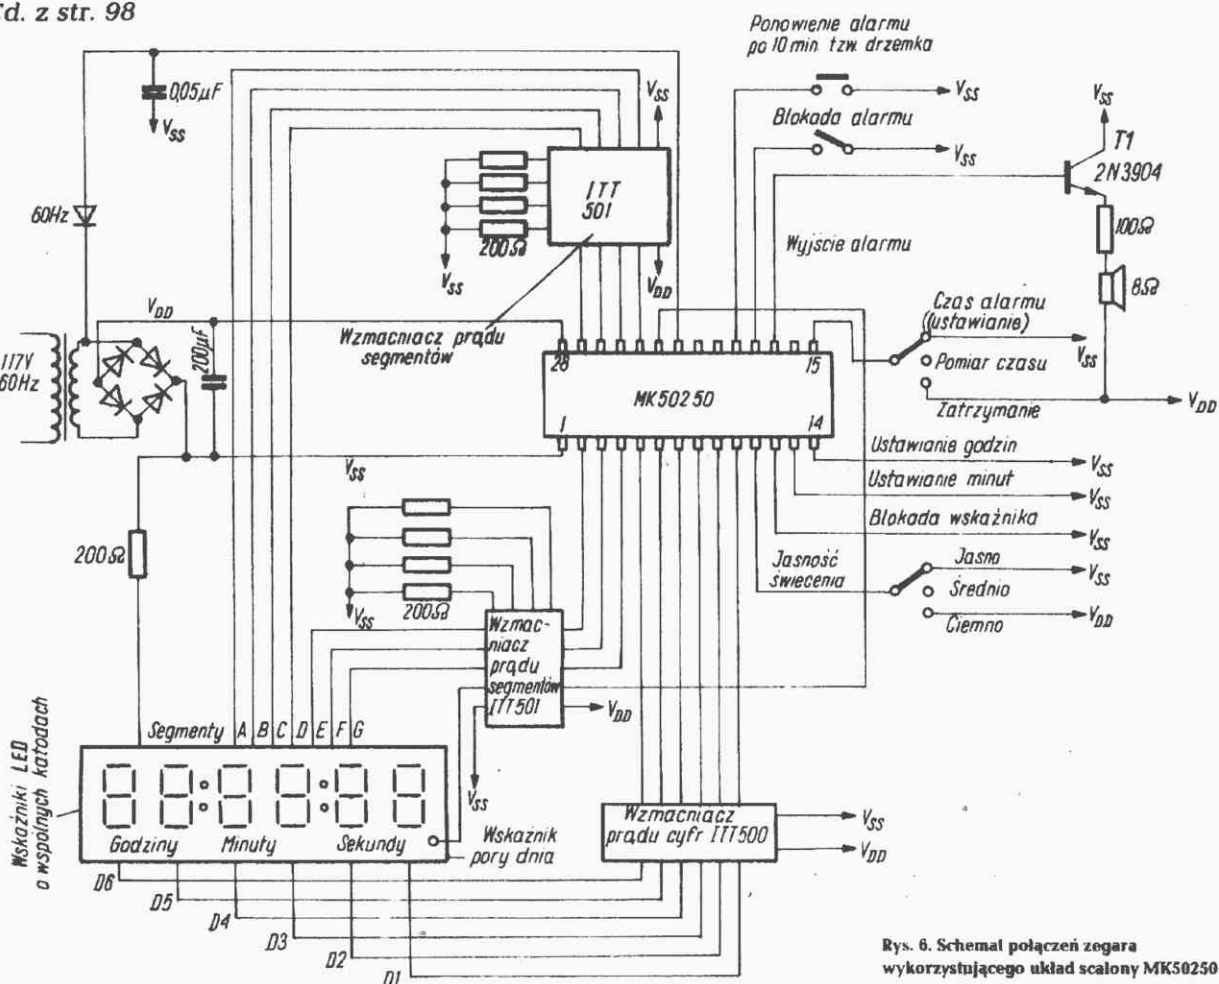 Cd. z str. 98
Ponowienie alarmu
po 10 min. tzw. drzemka
0,05μF
VSS
VSS
VSS
Blokada alarmu
VSS
VSS
T1
2N3904
ITT
501
60Hz
200Ω
100Ω
Wyjście alarmu
VSS
VDD
8Ω
VDD
200μF
Wzmacniacz prądu
segmentów
Czas alarmu
(ustawianie)
VSS
117V
60Hz
28
15
MK50250
1
14
Pomiar czasu
Zatrzymanie
VDD
VSS
Ustawianie godzin
VSS
Ustawianie minut
VSS
Blokada wskaźnika
VSS
200Ω
Jasność
świecenia
Jasno
VSS
Średnio
VDD
Ciemno
200Ω
VSS
Wzmac-
niacz
prądu
segmentów
ITT501
VDD
Segmenty A B C D E F G
VSS
Wskaźniki LED
o wspólnych katodach
Godziny Minuty Sekundy
Wskaźnik
pory dnia
Wzmacniacz
prądu cyfr ITT500
VSS
VDD
D6
D5
D4
D3
D2
D1
Rys. 6. Schemat połączeń zegara
wykorzystującego układ scalony MK50250